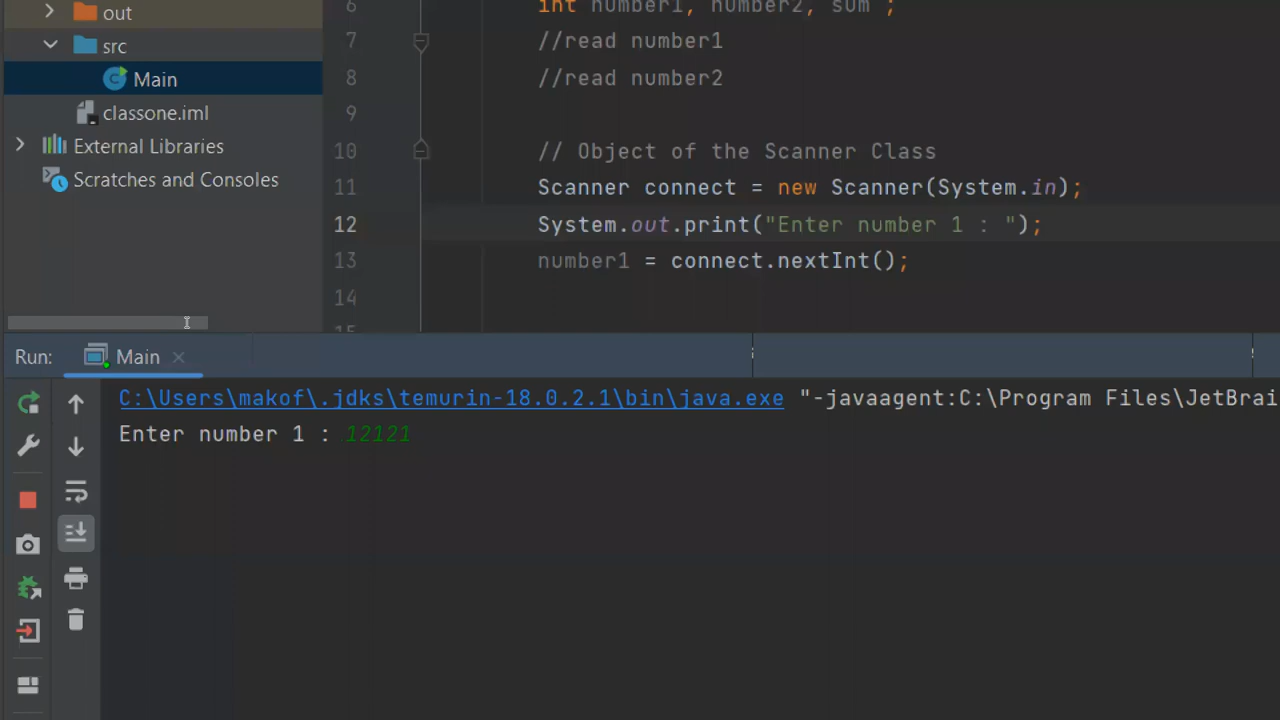 out
src
Main
classone.iml
External Libraries
Scratches and Consoles
6 int number1, number2, sum ;
7 //read number1
8 //read number2
9
10 // Object of the Scanner Class
11 Scanner connect = new Scanner(System.in);
12 System.out.print("Enter number 1 : ");
13 number1 = connect.nextInt();
14
15
Run: Main
C:\Users\makof\.jdks\temurin-18.0.2.1\bin\java.exe "-javaagent:C:\Program Files\JetBrai
Enter number 1 : 12121